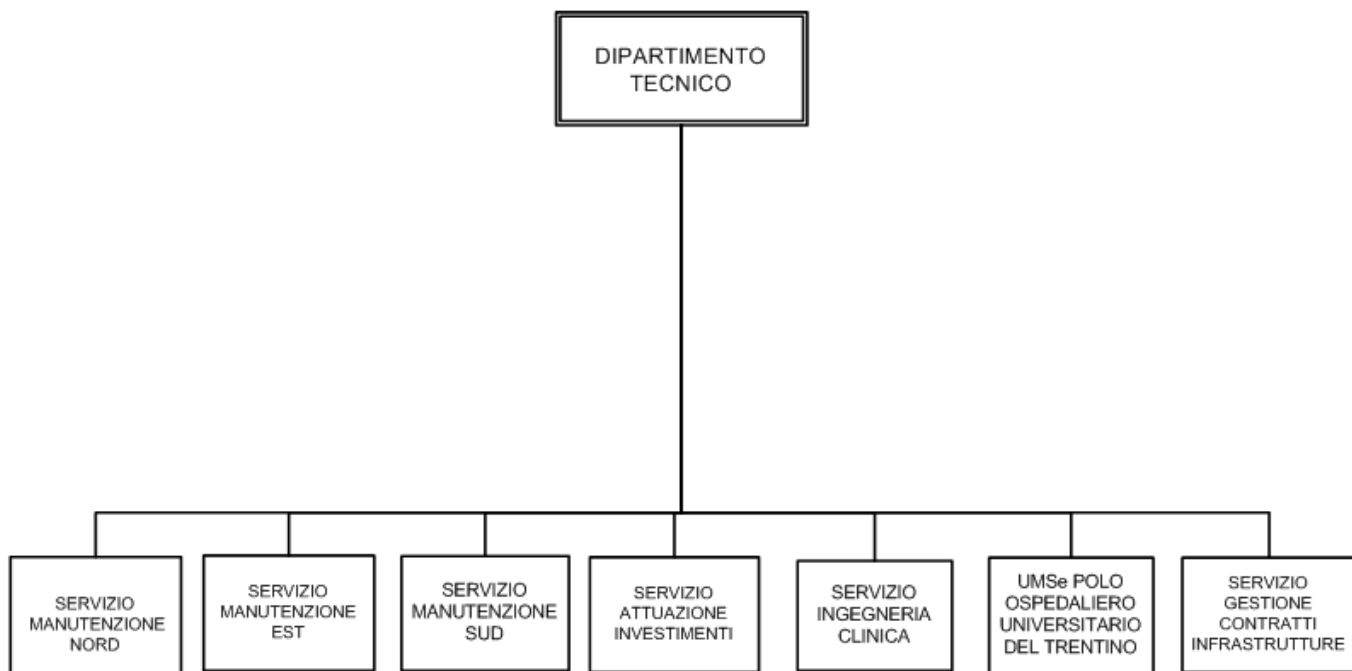 DIPARTIMENTO
TECNICO
SERVIZIO
MANUTENZIONE
NORD
SERVIZIO
MANUTENZIONE
EST
SERVIZIO
MANUTENZIONE
SUD
SERVIZIO
ATTUAZIONE
INVESTIMENTI
SERVIZIO
INGEGNERIA
CLINICA
UMSe POLO
OSPEDALIERO
UNIVERSITARIO
DEL TRENTINO
SERVIZIO
GESTIONE
CONTRATTI
INFRASTRUTTURE